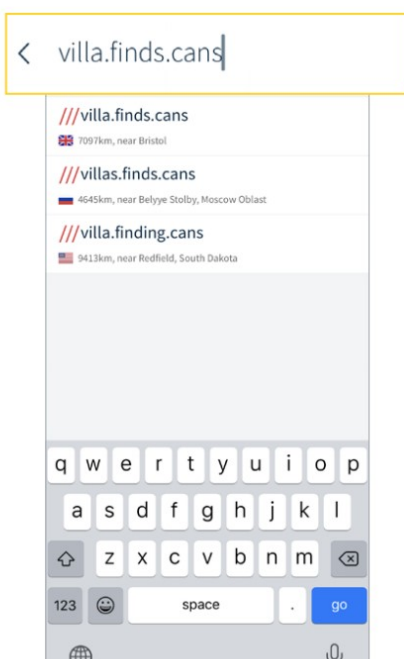 villa.finds.cans
///villa.finds.cans
7097km, near Bristol
///villas.finds.cans
4645km, near Belyye Stolby, Moscow Oblast
///villa.finding.cans
9413km, near Redfield, South Dakota
q w e r t y u i o p
a s d f g h j k l
z x c v b n m
123 space . go